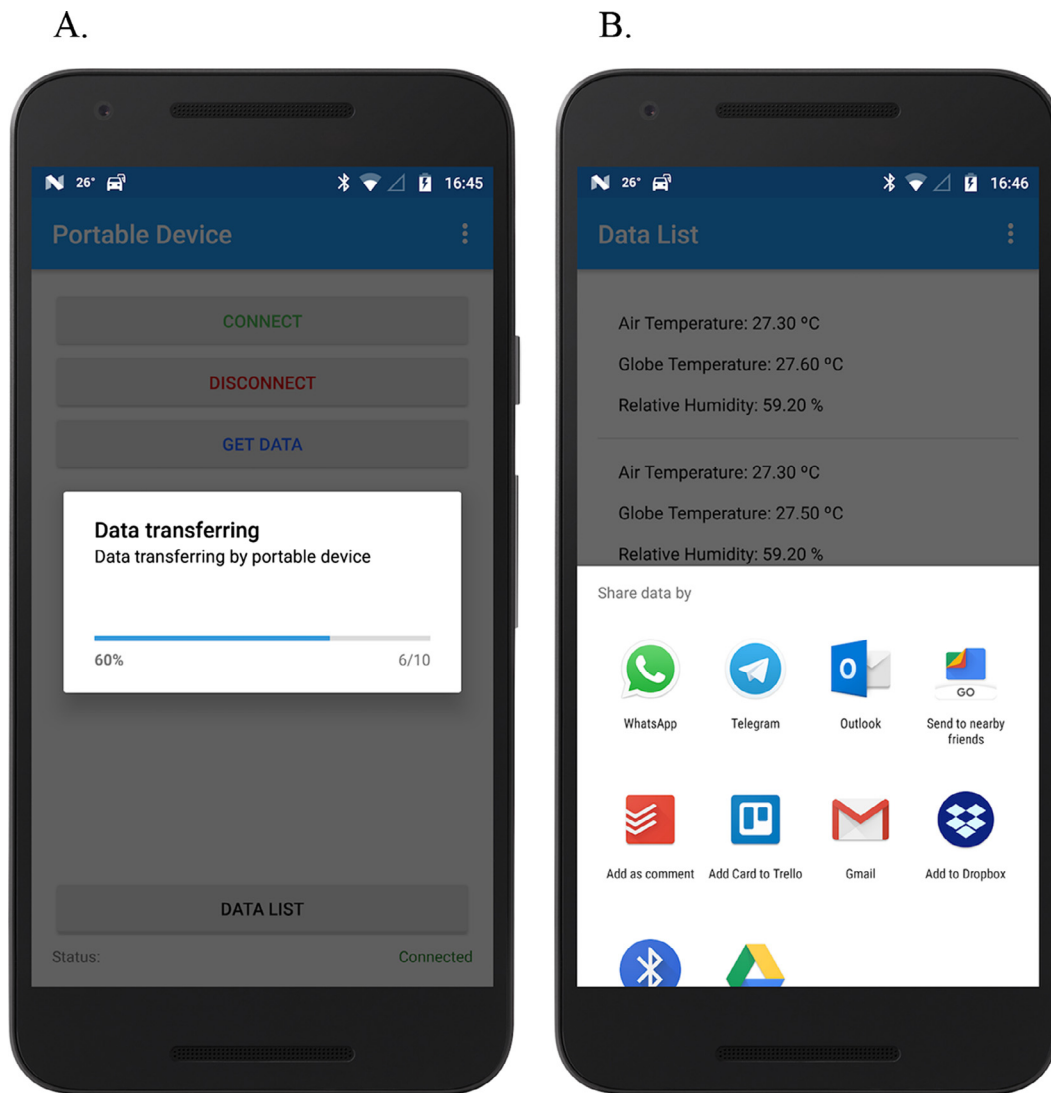 A.
26°
16:45
Portable Device
CONNECT
DISCONNECT
GET DATA
Data transferring
Data transferring by portable device
60%
6/10
DATA LIST
Status:
Connected
B.
26°
16:46
Data List
Air Temperature: 27.30 ºC
Globe Temperature: 27.60 ºC
Relative Humidity: 59.20 %
Air Temperature: 27.30 ºC
Globe Temperature: 27.50 ºC
Relative Humidity: 59.20 %
Share data by
WhatsApp
Telegram
Outlook
GO
Send to nearby
friends
Add as comment
Add Card to Trello
Gmail
Add to Dropbox